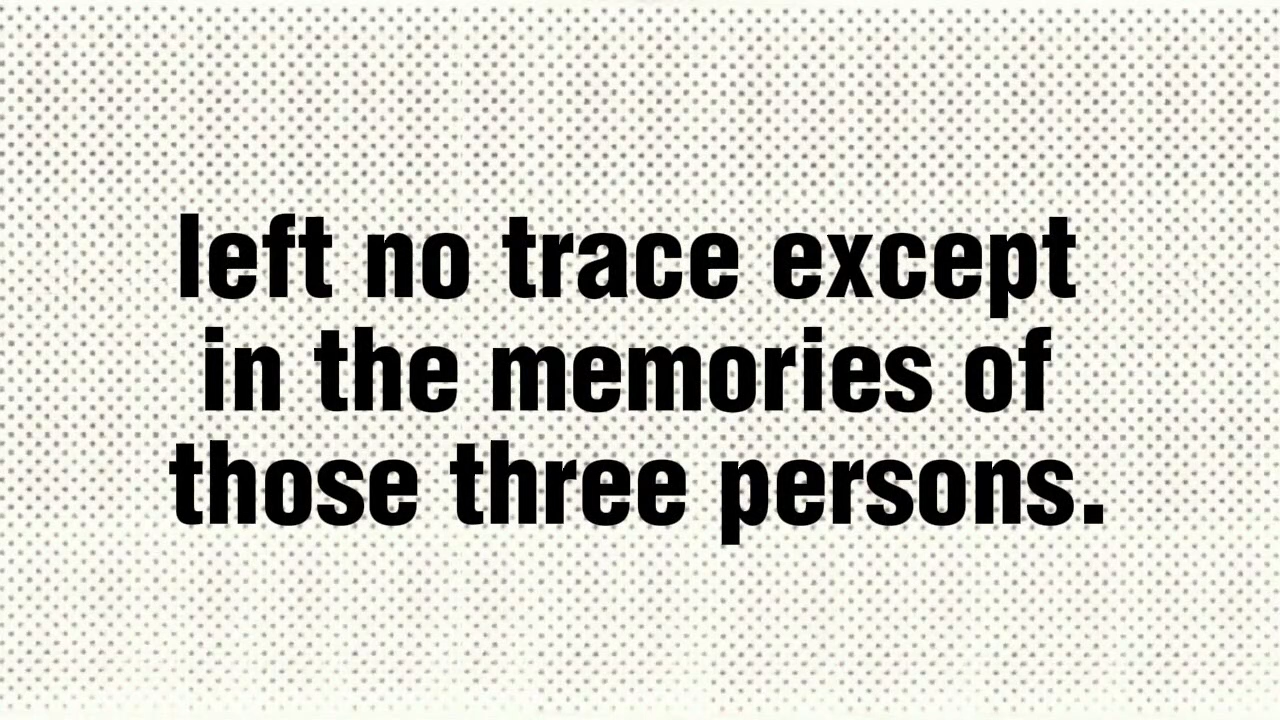 left no trace except
in the memories of
those three persons.